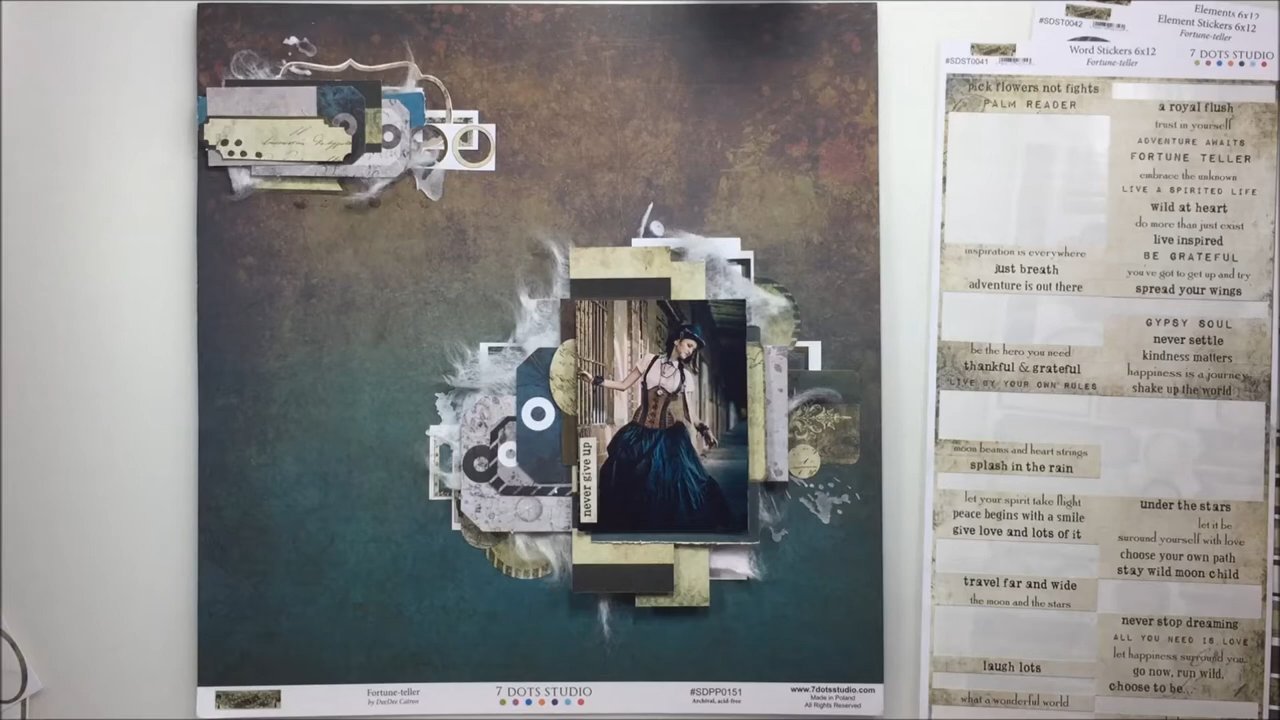 never give up
Fortune-teller
by DeeDee Catron
7 DOTS STUDIO
#SDPP0151
Archival, acid-free
www.7dotsstudio.com
Made in Poland
All Rights Reserved
#SDST0042
Elements 6x12
Element Stickers 6x12
Fortune-teller
#SDST0041
Word Stickers 6x12
Fortune-teller
7 DOTS STUDIO
pick flowers not fights
PALM READER
inspiration is everywhere
just breath
adventure is out there
be the hero you need
thankful & grateful
LIVE BY YOUR OWN RULES
moon beams and heart strings
splash in the rain
let your spirit take flight
peace begins with a smile
give love and lots of it
travel far and wide
the moon and the stars
laugh lots
what a wonderful world
a royal flush
trust in yourself
ADVENTURE AWAITS
FORTUNE TELLER
embrace the unknown
LIVE A SPIRITED LIFE
wild at heart
do more than just exist
live inspired
BE GRATEFUL
you've got to get up and try
spread your wings
GYPSY SOUL
never settle
kindness matters
happiness is a journey
shake up the world
under the stars
let it be
suround yourself with love
choose your own path
stay wild moon child
never stop dreaming
ALL YOU NEED IS LOVE
let happiness surround you.
go now, run wild.
choose to be...